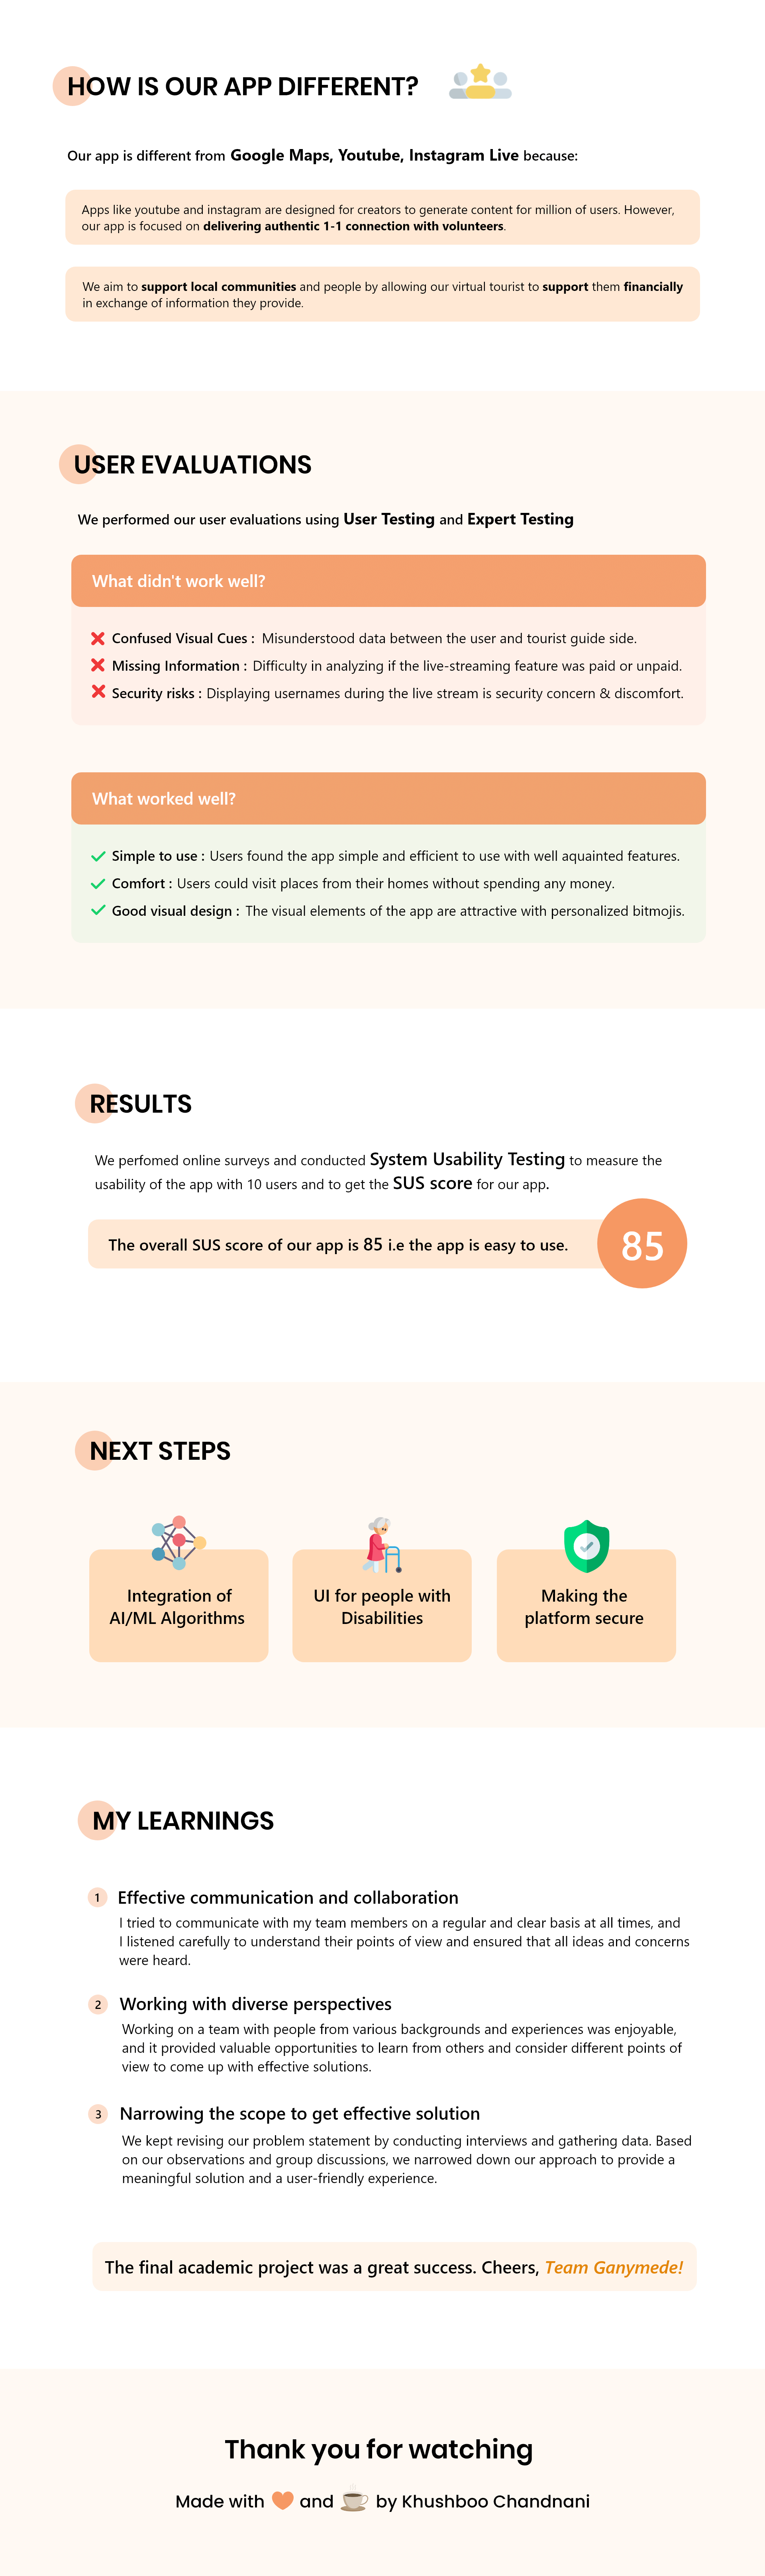 HOW IS OUR APP DIFFERENT?
Our app is different from Google Maps, Youtube, Instagram Live because:
Apps like youtube and instagram are designed for creators to generate content for million of users. However,
our app is focused on delivering authentic 1-1 connection with volunteers.
We aim to support local communities and people by allowing our virtual tourist to support them financially
in exchange of information they provide.
USER EVALUATIONS
We performed our user evaluations using User Testing and Expert Testing
What didn't work well?
Confused Visual Cues : Misunderstood data between the user and tourist guide side.
Missing Information : Difficulty in analyzing if the live-streaming feature was paid or unpaid.
Security risks : Displaying usernames during the live stream is security concern & discomfort.
What worked well?
Simple to use : Users found the app simple and efficient to use with well aquainted features.
Comfort : Users could visit places from their homes without spending any money.
Good visual design : The visual elements of the app are attractive with personalized bitmojis.
RESULTS
We perfomed online surveys and conducted System Usability Testing to measure the
usability of the app with 10 users and to get the SUS score for our app.
The overall SUS score of our app is 85 i.e the app is easy to use.
85
NEXT STEPS
Integration of
AI/ML Algorithms
UI for people with
Disabilities
Making the
platform secure
MY LEARNINGS
1 Effective communication and collaboration
I tried to communicate with my team members on a regular and clear basis at all times, and
I listened carefully to understand their points of view and ensured that all ideas and concerns
were heard.
2 Working with diverse perspectives
Working on a team with people from various backgrounds and experiences was enjoyable,
and it provided valuable opportunities to learn from others and consider different points of
view to come up with effective solutions.
3 Narrowing the scope to get effective solution
We kept revising our problem statement by conducting interviews and gathering data. Based
on our observations and group discussions, we narrowed down our approach to provide a
meaningful solution and a user-friendly experience.
The final academic project was a great success. Cheers, Team Ganymede!
Thank you for watching
Made with and by Khushboo Chandnani